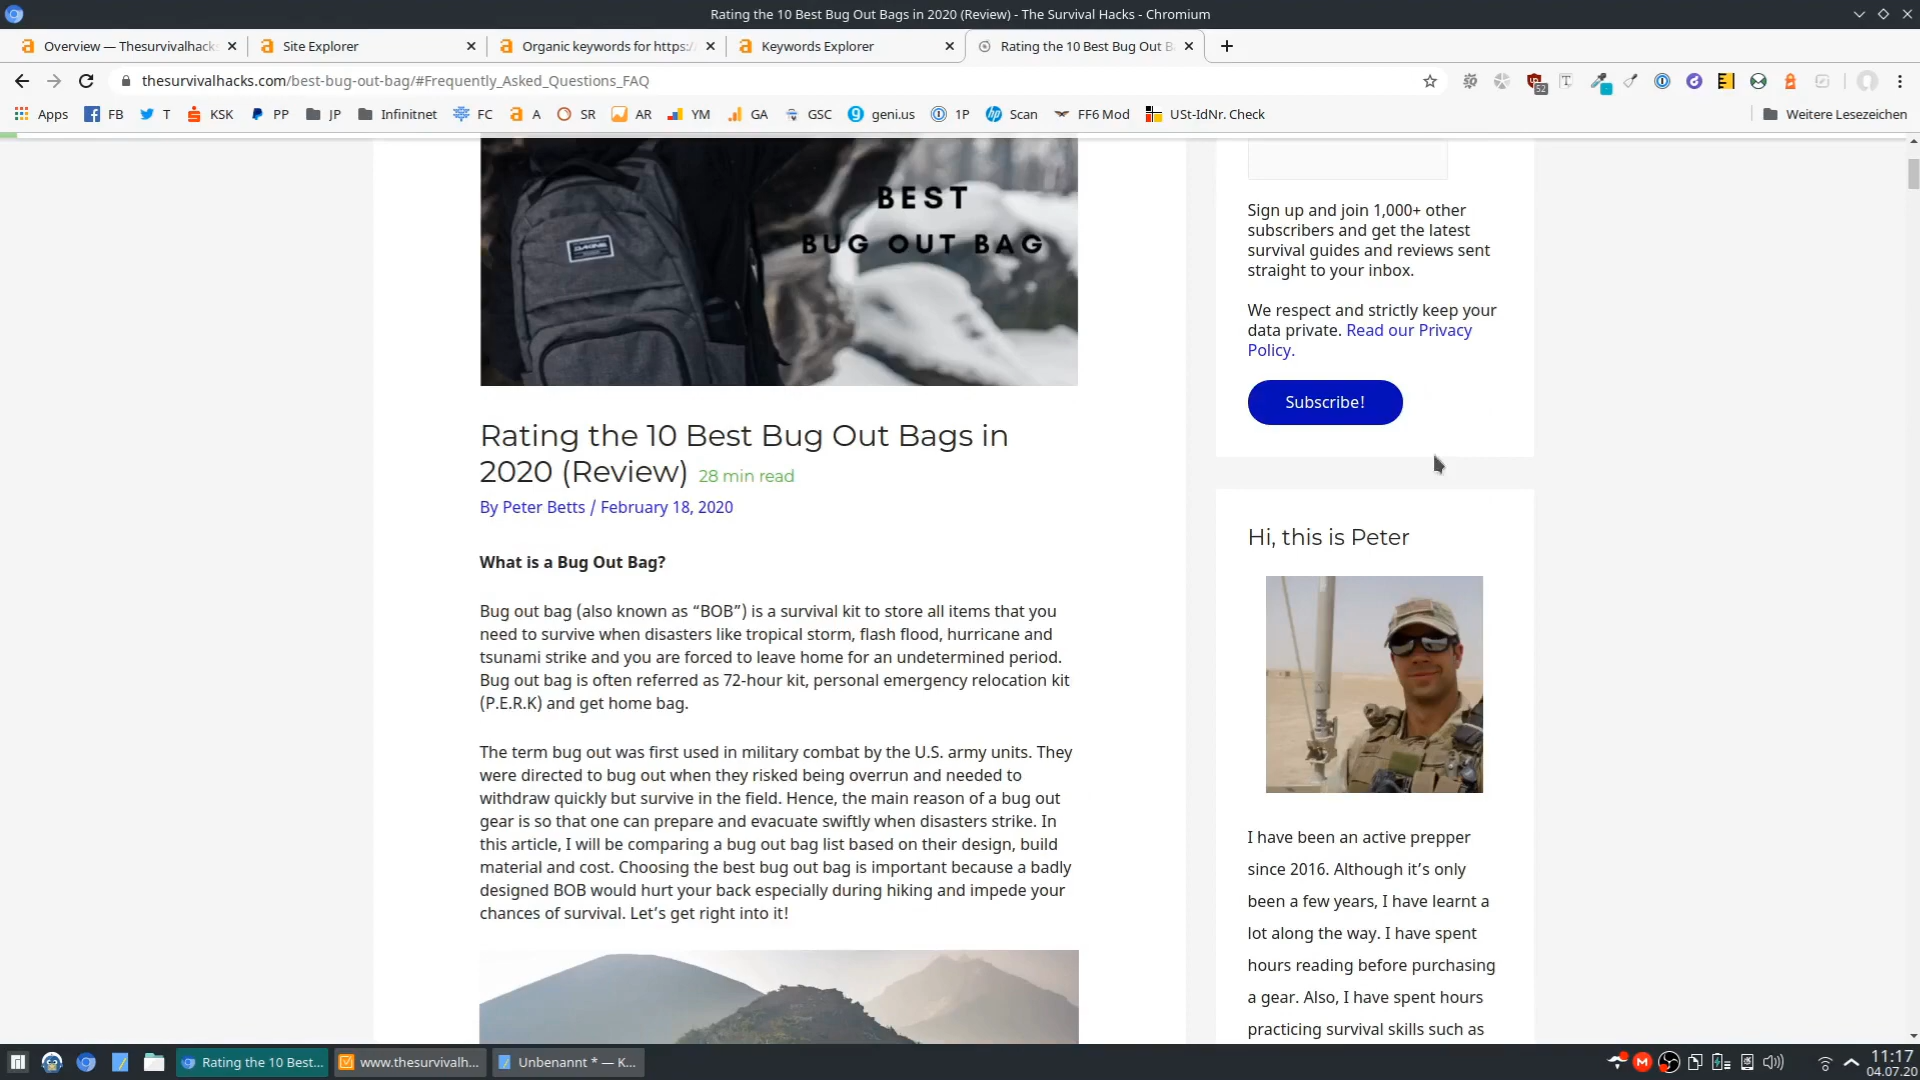 Rating the 10 Best Bug Out Bags in 2020 (Review) - The Survival Hacks - Chromium
Overview — Thesurvivalhack
Site Explorer
Organic keywords for https:/
Keywords Explorer
Rating the 10 Best Bug Out B
thesurvivalhacks.com/best-bug-out-bag/#Frequently_Asked_Questions_FAQ
52
Apps FB T KSK PP JP Infinitnet FC A SR AR YM GA GSC geni.us 1P Scan FF6 Mod USt-IdNr. Check Weitere Lesezeichen
DAKINE
BEST
BUG OUT BAG
Rating the 10 Best Bug Out Bags in
2020 (Review) 28 min read
By Peter Betts / February 18, 2020
What is a Bug Out Bag?
Bug out bag (also known as “BOB”) is a survival kit to store all items that you
need to survive when disasters like tropical storm, flash flood, hurricane and
tsunami strike and you are forced to leave home for an undetermined period.
Bug out bag is often referred as 72-hour kit, personal emergency relocation kit
(P.E.R.K) and get home bag.
The term bug out was first used in military combat by the U.S. army units. They
were directed to bug out when they risked being overrun and needed to
withdraw quickly but survive in the field. Hence, the main reason of a bug out
gear is so that one can prepare and evacuate swiftly when disasters strike. In
this article, I will be comparing a bug out bag list based on their design, build
material and cost. Choosing the best bug out bag is important because a badly
designed BOB would hurt your back especially during hiking and impede your
chances of survival. Let’s get right into it!
Sign up and join 1,000+ other
subscribers and get the latest
survival guides and reviews sent
straight to your inbox.
We respect and strictly keep your
data private. Read our Privacy
Policy.
Subscribe!
Hi, this is Peter
I have been an active prepper
since 2016. Although it’s only
been a few years, I have learnt a
lot along the way. I have spent
hours reading before purchasing
a gear. Also, I have spent hours
practicing survival skills such as
Rating the 10 Best...
www.thesurvivalh...
Unbenannt * — K...
11:17
04.07.20